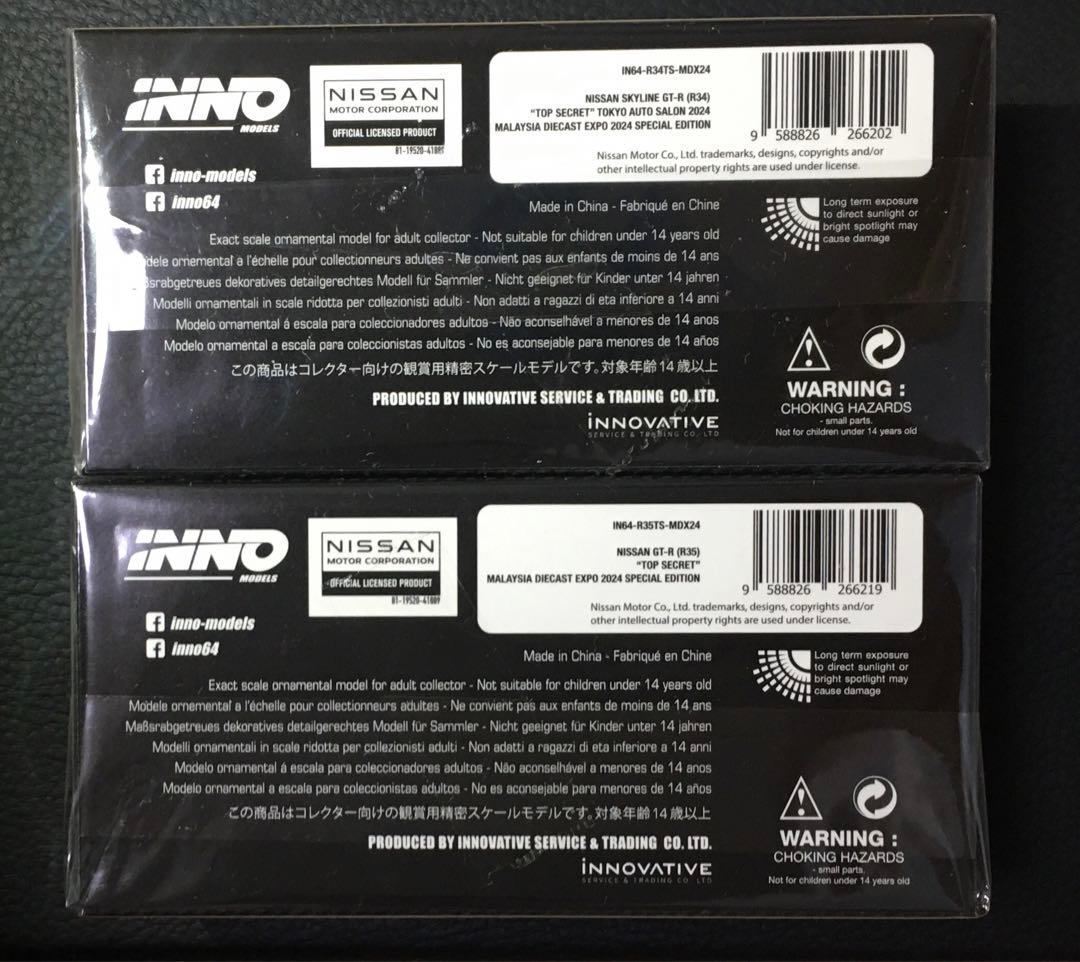 INNO
MODELS
NISSAN
MOTOR CORPORATION
OFFICIAL LICENSED PRODUCT
IN64-R34TS-MDX24
NISSAN SKYLINE GT-R (R34)
"TOP SECRET" TOKYO AUTO SALON 2024
MALAYSIA DIECAST EXPO 2024 SPECIAL EDITION
9 588826 266202
Nissan Motor Co., Ltd. trademarks, designs, copyrights and/or
other intellectual property rights are used under license.
inno-models
inno64
Made in China - Fabriqué en Chine
Long term exposure
to direct sunlight or
bright spotlight may
cause damage
Exact scale ornamental model for adult collector - Not suitable for children under 14 years old
ornemental a l'échelle pour collectionneurs adultes - Ne convient pas aux enfants de moins de 14 ans
dekoratives detailgerechtes Modell für Sammler - Nicht geeignet für Kinder unter 14 jahren
Modelli ornamentali in scale ridotta per collezionisti adulti - Non adatti a ragazzi di eta inferiore a 14 anni
Modelo ornamental á escala para coleccionadores adultos - Não aconselhável a menores de 14 anos
Modelo ornamental a escala para coleccionistas adultos - No es aconsejable para menores de 14 años
この商品はコレクター向けの観賞用精密スケールモデルです。対象年齢14歳以上
PRODUCED BY INNOVATIVE SERVICE & TRADING CO. LTD.
INNOVATIVE
SERVICE & TRADING CO. LTD
WARNING :
CHOKING HAZARDS
- small parts.
Not for children under 14 years old
INNO
MODELS
NISSAN
MOTOR CORPORATION
OFFICIAL LICENSED PRODUCT
IN64-R35TS-MDX24
NISSAN GT-R (R35)
"TOP SECRET"
MALAYSIA DIECAST EXPO 2024 SPECIAL EDITION
9 588826 266219
Nissan Motor Co., Ltd. trademarks, designs, copyrights and/or
other intellectual property rights are used under license.
inno-models
inno64
Made in China - Fabriqué en Chine
Long term exposure
to direct sunlight or
bright spotlight may
cause damage
Exact scale ornamental model for adult collector - Not suitable for children under 14 years old
Modele ornemental a l'échelle pour collectionneurs adultes - Ne convient pas aux enfants de moins de 14 ans
Maßsrabgetreues dekoratives detailgerechtes Modell für Sammler - Nicht geeignet für Kinder unter 14 jahren
Modelli ornamentali in scale ridotta per collezionisti adulti - Non adatti a ragazzi di eta inferiore a 14 anni
Modelo ornamental á escala para coleccionadores adultos - Não aconselhável a menores de 14 anos
Modelo ornamental a escala para coleccionistas adultos - No es aconsejable para menores de 14 años
この商品はコレクター向けの観賞用精密スケールモデルです。対象年齢14歳以上
PRODUCED BY INNOVATIVE SERVICE & TRADING CO. LTD.
INNOVATIVE
SERVICE & TRADING CO. LTD
WARNING :
CHOKING HAZARDS
- small parts.
Not for children under 14 years old